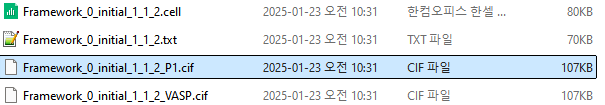 Framework_0_initial_1_1_2.cell 2025-01-23 오전 10:31 한컴오피스 한셀 ... 80KB
Framework_0_initial_1_1_2.txt 2025-01-23 오전 10:31 TXT 파일 70KB
Framework_0_initial_1_1_2_P1.cif 2025-01-23 오전 10:31 CIF 파일 107KB
Framework_0_initial_1_1_2_VASP.cif 2025-01-23 오전 10:31 CIF 파일 107KB